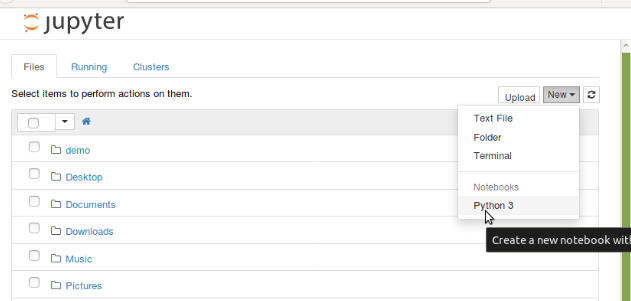 jupyter
Files Running Clusters
Select items to perform actions on them.
Upload New
Text File
Folder
Terminal
Notebooks
Python 3
Create a new notebook with
demo
Desktop
Documents
Downloads
Music
Pictures